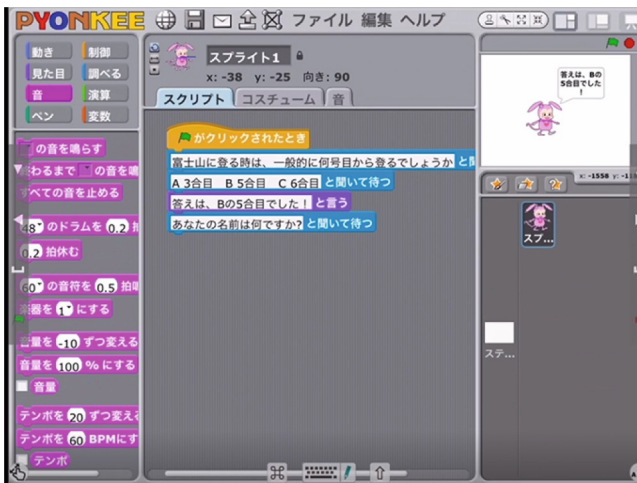 PYONKEE ファイル 編集 ヘルプ
動き 制御
見た目 調べる
音 演算
ペン 変数
スプライト1
x: -38 y: -25 向き: 90
スクリプト コスチューム 音
の音を鳴らす
わるまで の音を鳴
すべての音を止める
48 のドラムを 0.2 拍
0.2 拍休む
60 の音符を 0.5 拍鳴
楽器を 1 にする
音量を -10 ずつ変える
音量を 100 % にする
音量
テンポを 20 ずつ変える
テンポを 60 BPMにす
テンポ
がクリックされたとき
富士山に登る時は、一般的に何号目から登るでしょうか と聞
A 3合目 B 5合目 C 6合目 と聞いて待つ
答えは、Bの5合目でした！ と言う
あなたの名前は何ですか? と聞いて待つ
答えは、Bの
5合目でした
！
x: -1558 y:
スプ...
ステ...